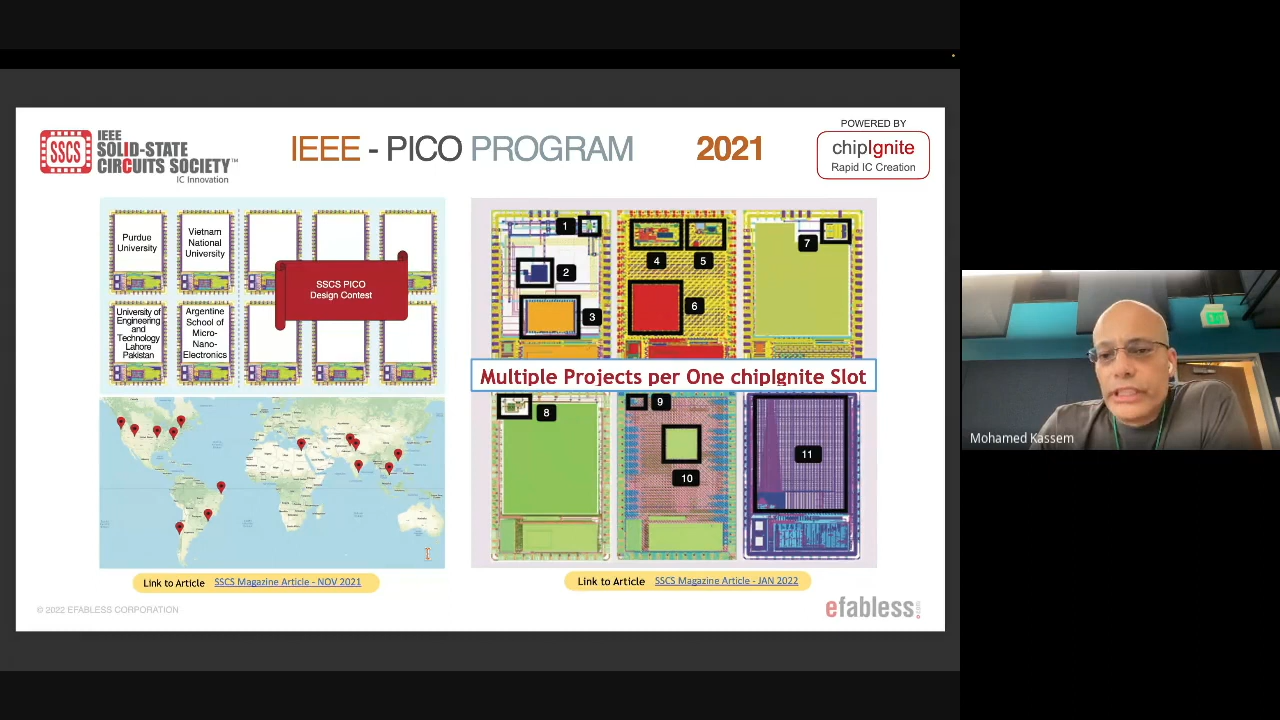 SSCS
IEEE
SOLID-STATE
CIRCUITS SOCIETY™
IC Innovation
IEEE - PICO PROGRAM 2021
POWERED BY
chipIgnite
Rapid IC Creation
Purdue
University
Vietnam
National
University
SSCS PICO
Design Contest
University of
Engineering
and
Technology
Lahore
Pakistan
Argentine
School of
Micro-
Nano-
Electronics
1
2
3
4
5
6
7
Multiple Projects per One chipIgnite Slot
8
9
10
11
Link to Article SSCS Magazine Article - NOV 2021
Link to Article SSCS Magazine Article - JAN 2022
© 2022 EFABLESS CORPORATION
efabless
Mohamed Kassem